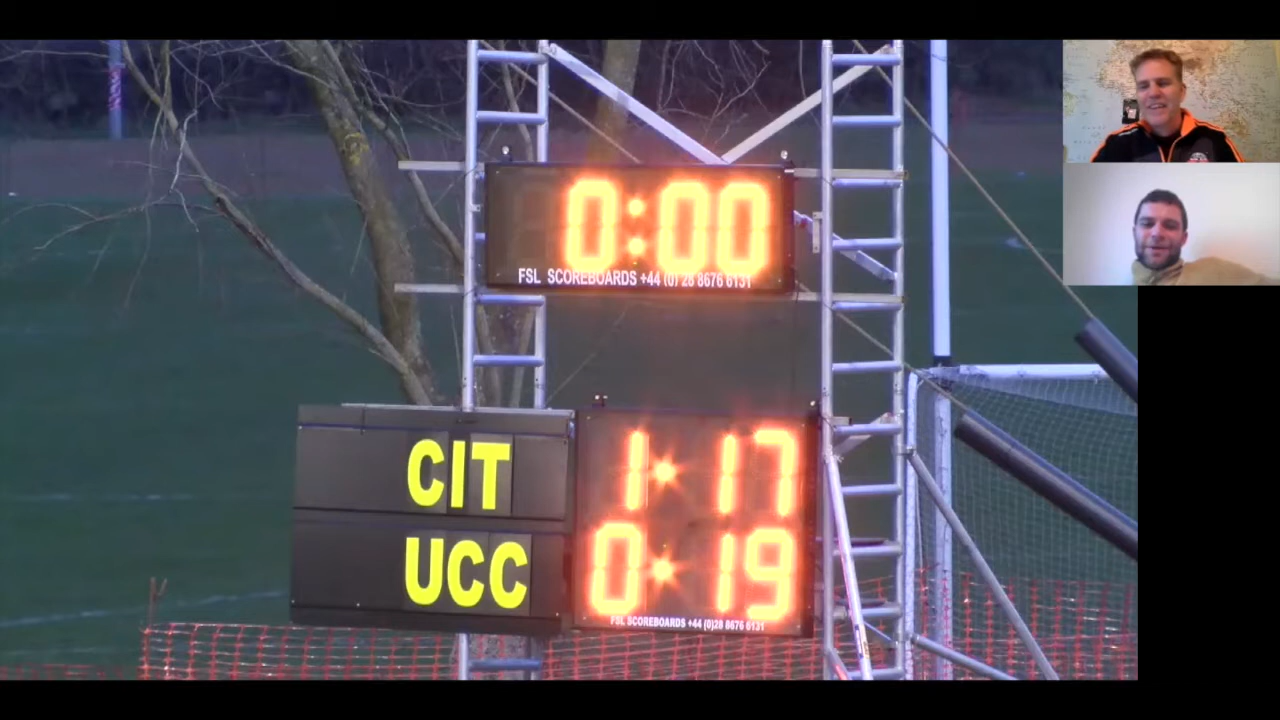 0:00
FSL SCOREBOARDS +44 (0) 28 8676 6131
CIT 1·17
UCC 0·19
FSL SCOREBOARDS +44 (0)28 8676 6131